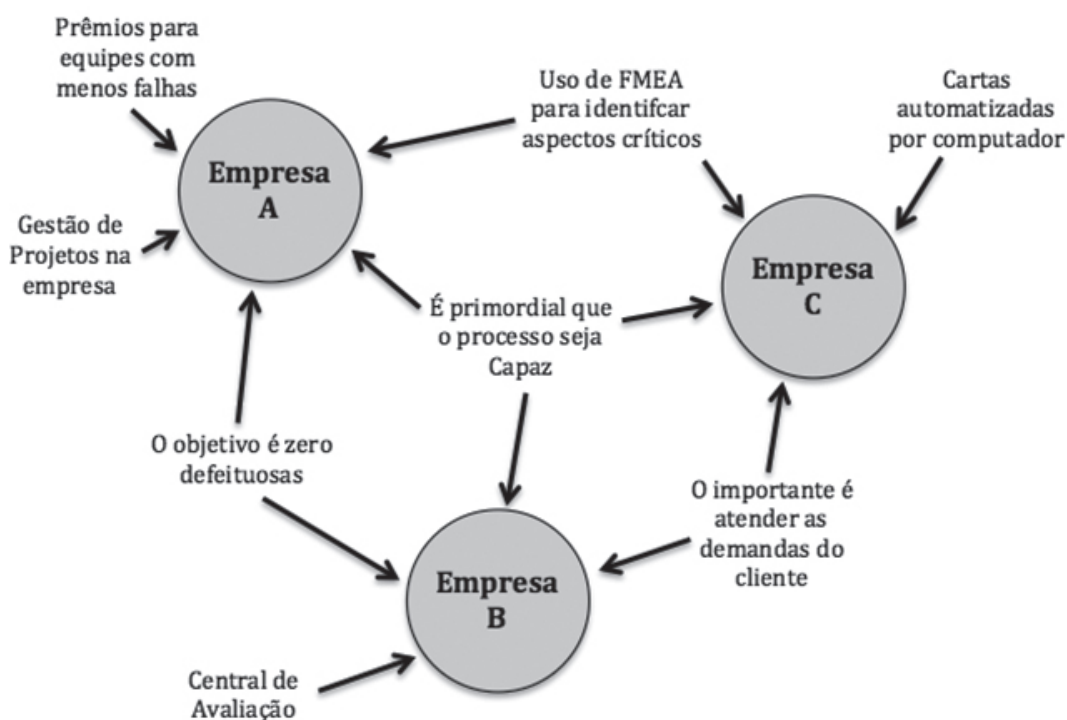 Prêmios para
equipes com
menos falhas
Uso de FMEA
para identifcar
aspectos críticos
Cartas
automatizadas
por computador
Empresa
A
Gestão de
Projetos na
empresa
Empresa
C
É primordial que
o processo seja
Capaz
O objetivo é zero
defeituosas
O importante é
atender as
demandas do
cliente
Empresa
B
Central de
Avaliação